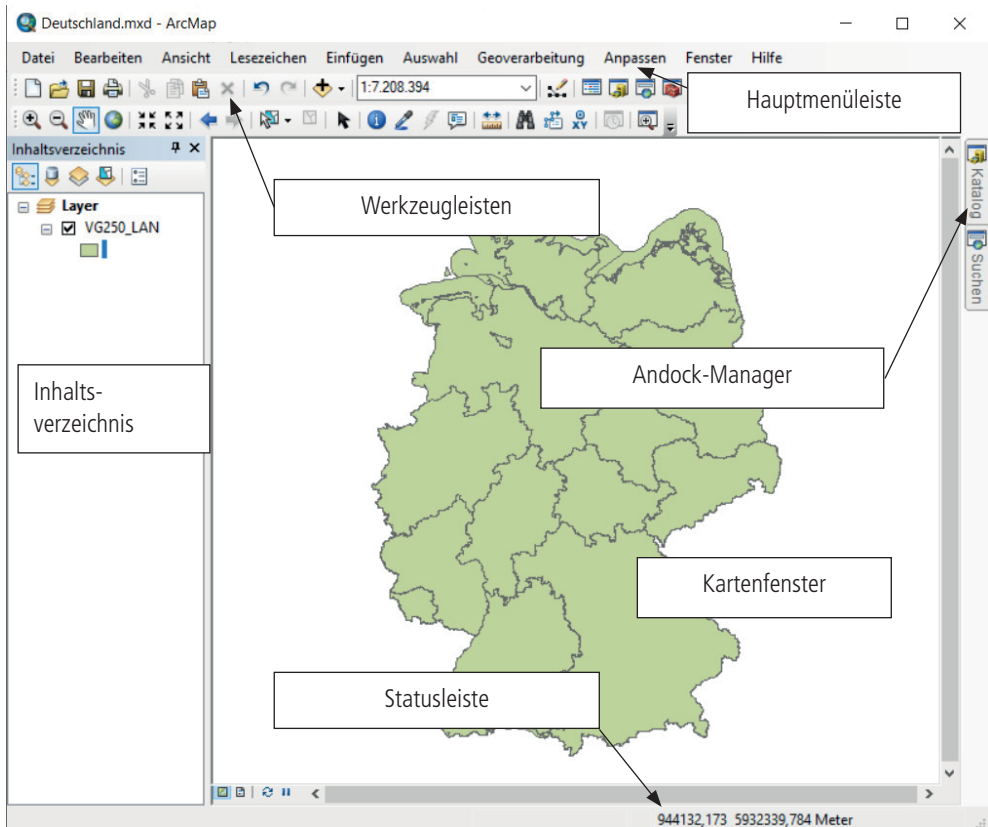 Deutschland.mxd - ArcMap
Datei Bearbeiten Ansicht Lesezeichen Einfügen Auswahl Geoverarbeitung Anpassen Fenster Hilfe
1:7.208.394
Hauptmenüleiste
XY
Inhaltsverzeichnis
Werkzeugleisten
Layer
VG250_LAN
Katalog
Suchen
Andock-Manager
Inhalts-
verzeichnis
Kartenfenster
Statusleiste
944132,173 5932339,784 Meter